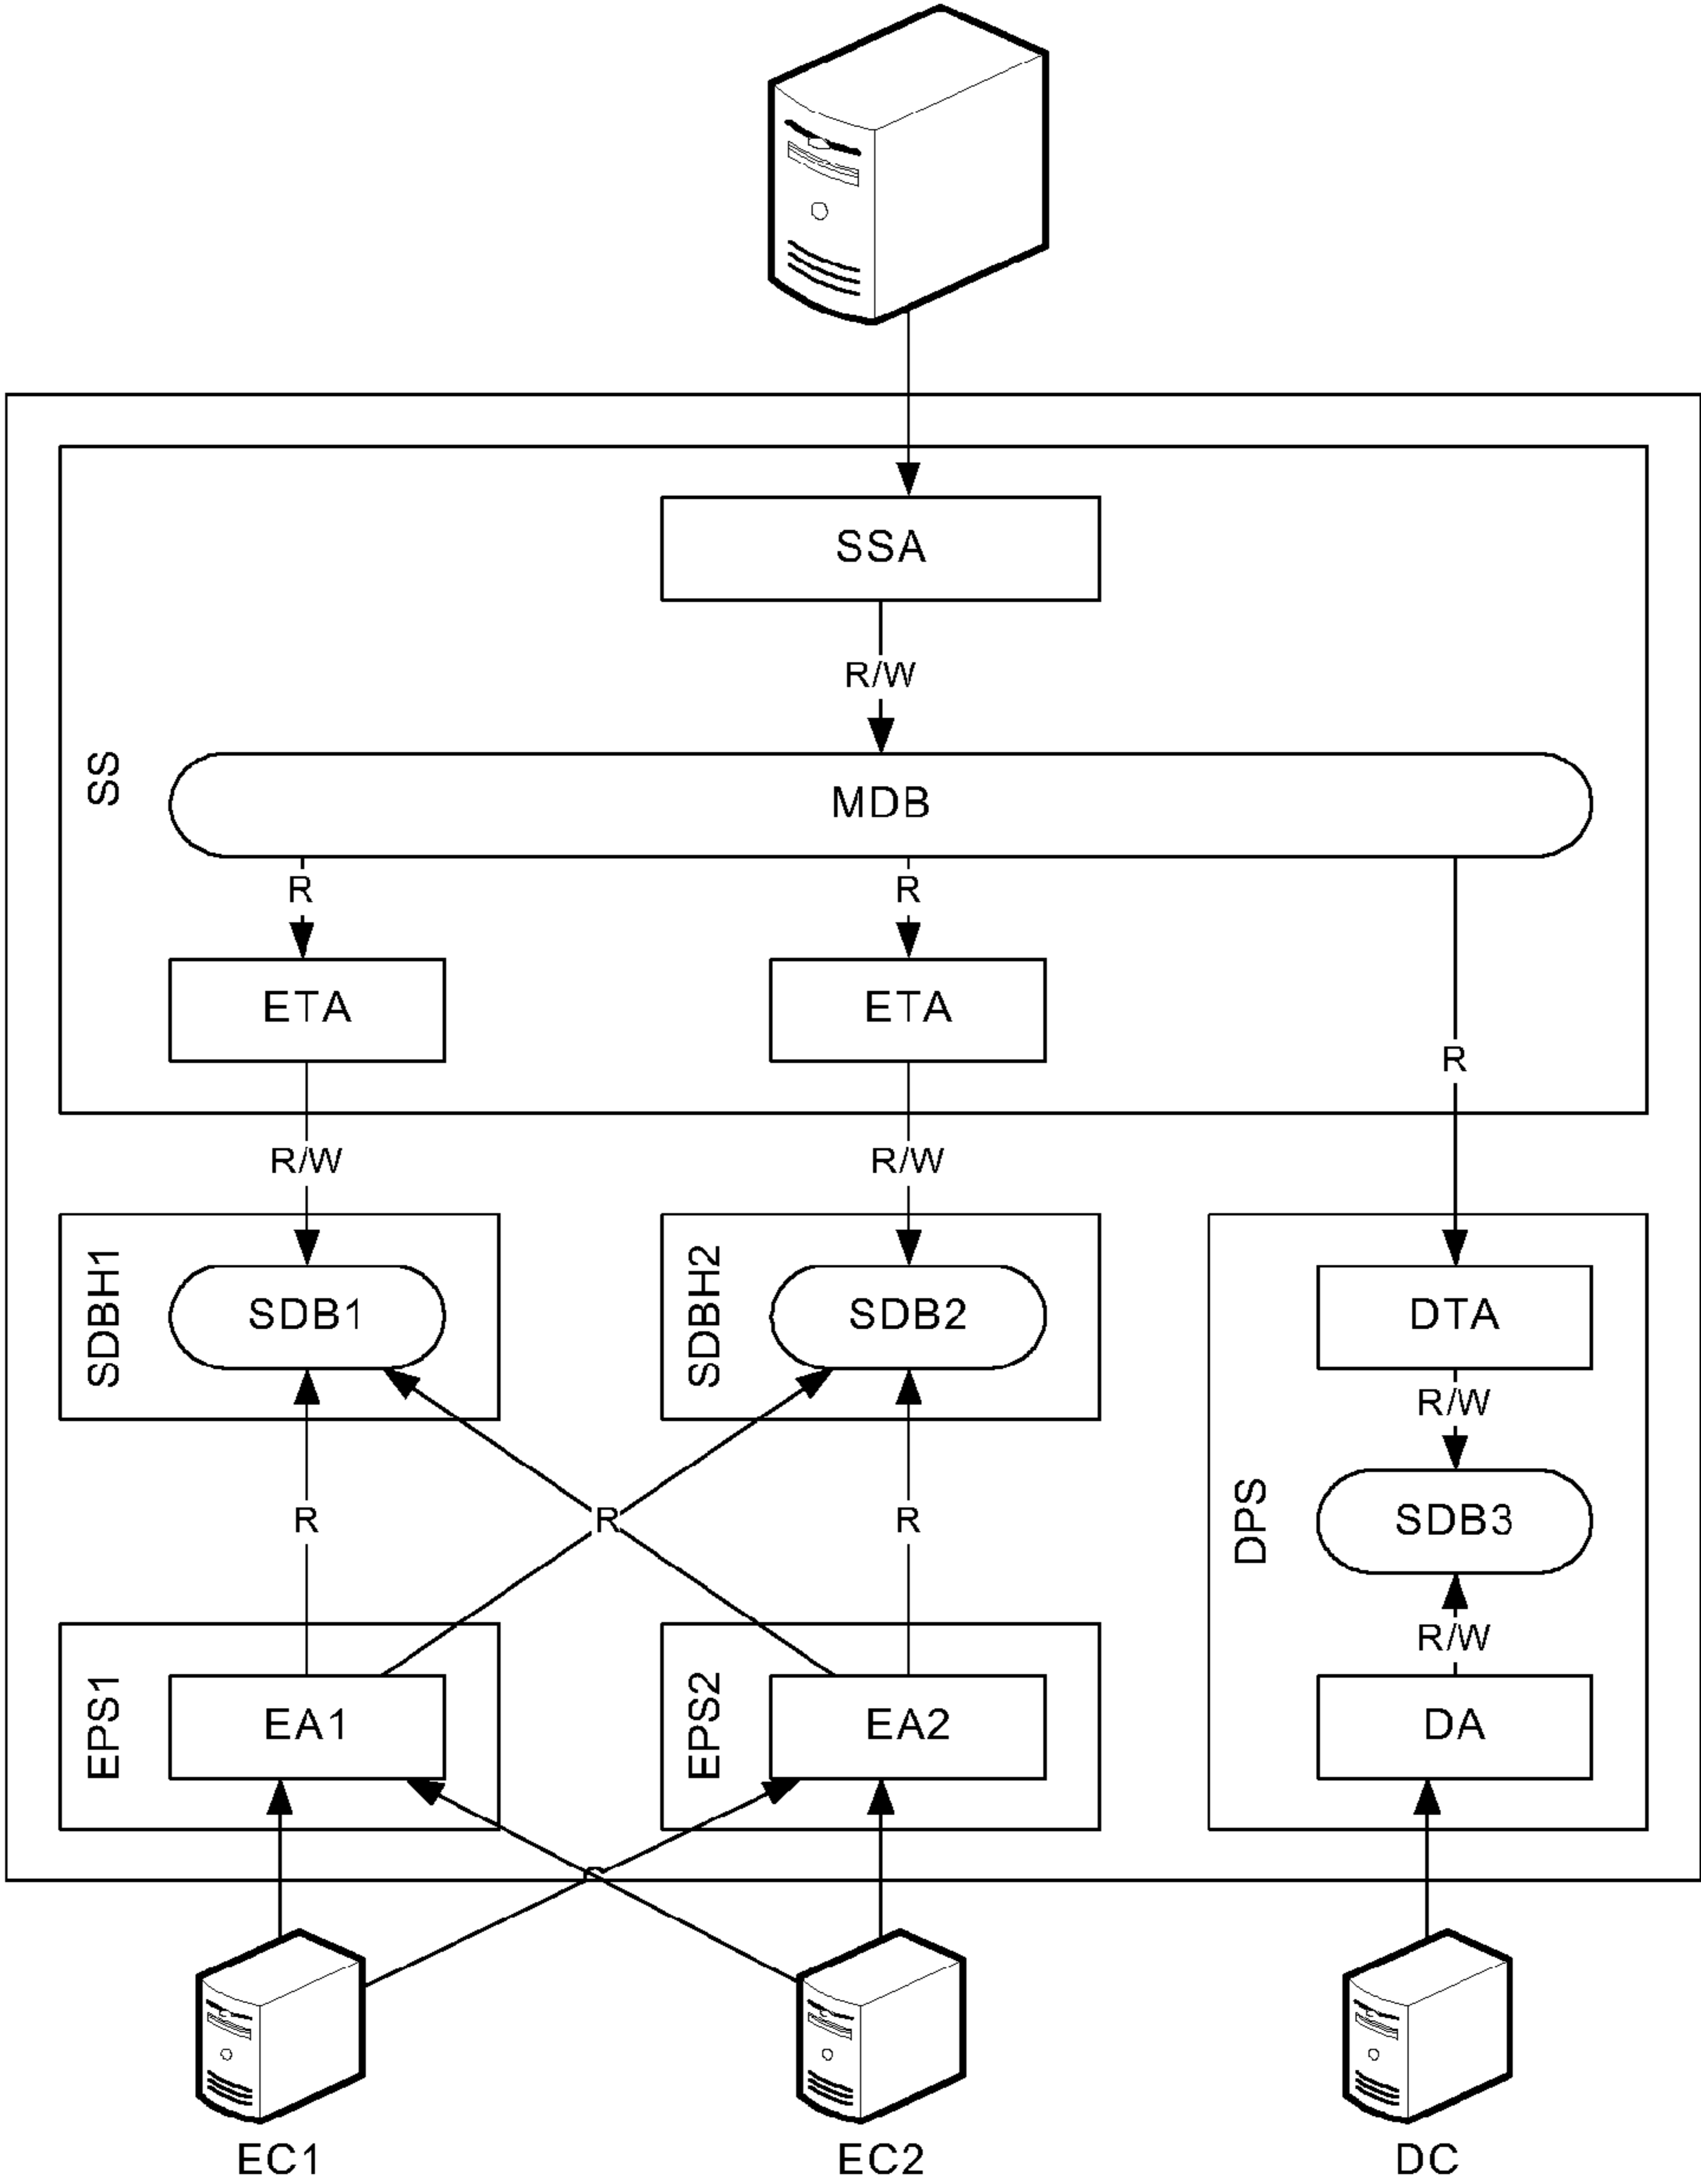 SSA
R/W
SS
MDB
R
R
ETA
ETA
R
R/W
R/W
SDBH1
SDB1
SDBH2
SDB2
DTA
R/W
R
R
R
DPS
SDB3
R/W
EPS1
EA1
EPS2
EA2
DA
EC1
EC2
DC